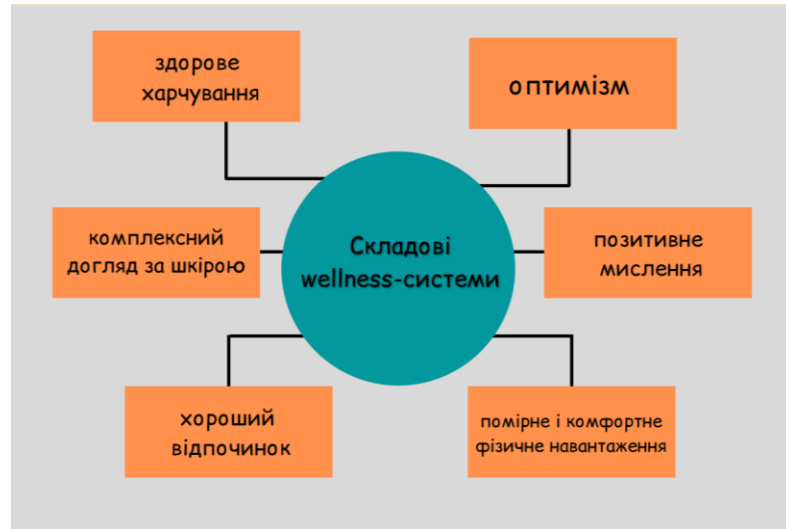 здорове
харчування
оптимізм
комплексний
догляд за шкірою
Складові
wellness-системи
позитивне
мислення
хороший
відпочинок
помірне і комфортне
фізичне навантаження